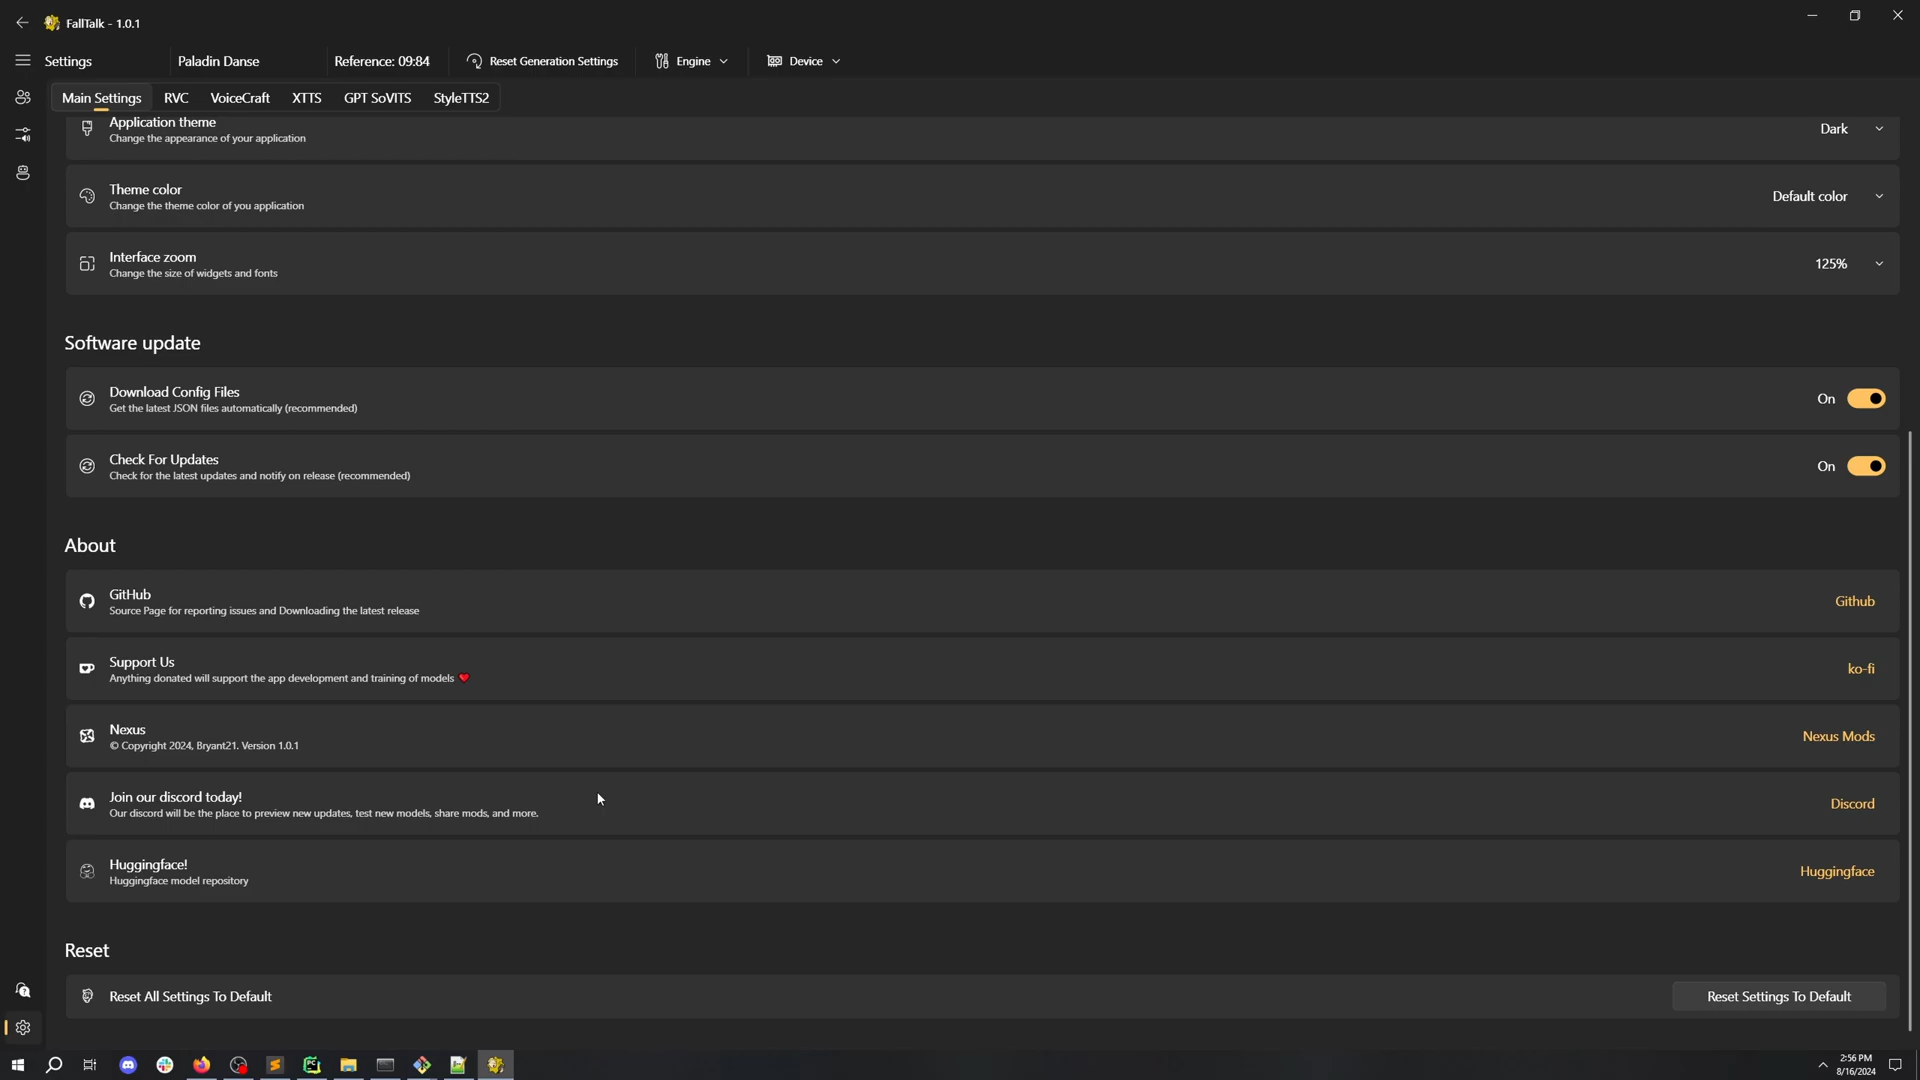 FallTalk - 1.0.1
Settings
Paladin Danse
Reference: 09:84
Reset Generation Settings
Engine
Device
Main Settings
RVC
VoiceCraft
XTTS
GPT SoVITS
StyleTTS2
Application theme
Change the appearance of your application
Dark
Theme color
Change the theme color of you application
Default color
Interface zoom
Change the size of widgets and fonts
125%
Software update
Download Config Files
Get the latest JSON files automatically (recommended)
On
Check For Updates
Check for the latest updates and notify on release (recommended)
On
About
GitHub
Source Page for reporting issues and Downloading the latest release
Github
Support Us
Anything donated will support the app development and training of models ❤️
ko-fi
Nexus
© Copyright 2024, Bryant21. Version 1.0.1
Nexus Mods
Join our discord today!
Our discord will be the place to preview new updates, test new models, share mods, and more.
Discord
Huggingface!
Huggingface model repository
Huggingface
Reset
Reset All Settings To Default
Reset Settings To Default
2:56 PM
8/16/2024